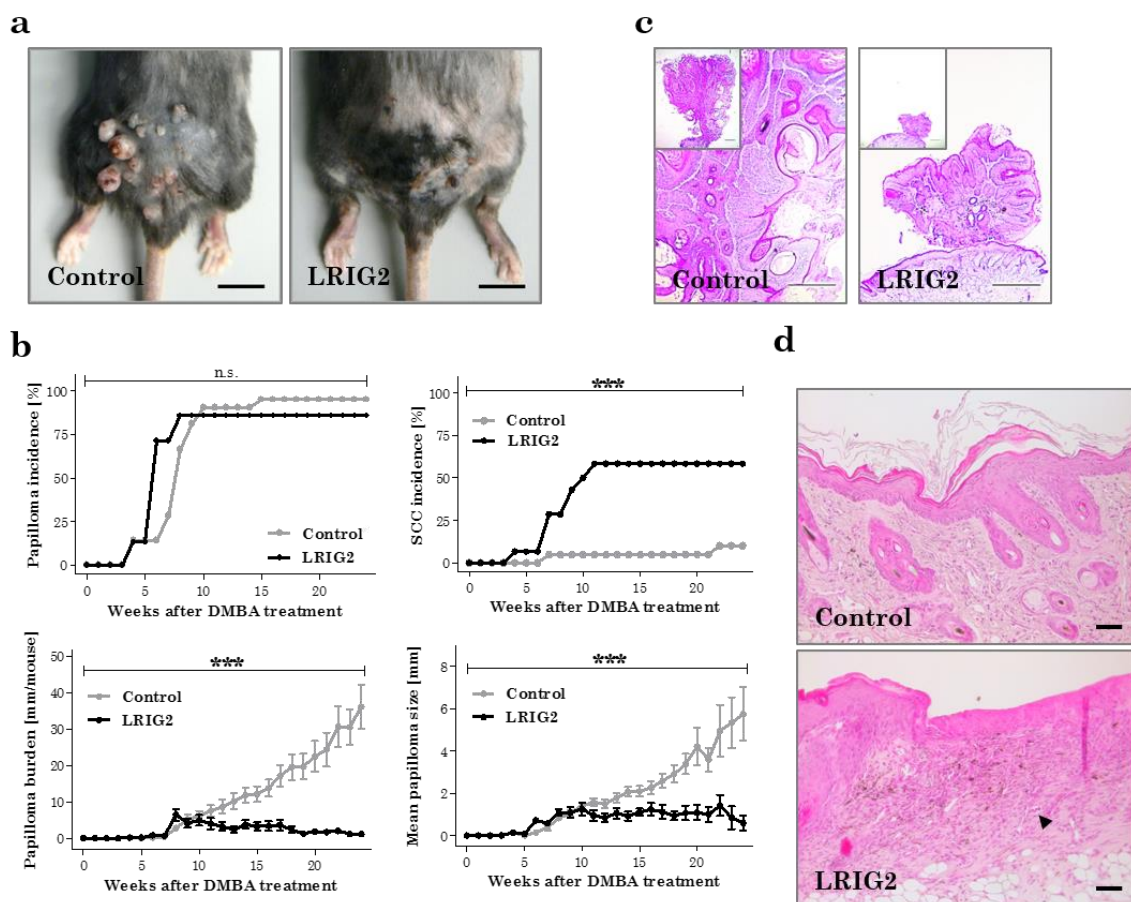 a
Control
LRIG2
c
Control
LRIG2
b
n.s.
Papilloma incidence [%]
100
75
50
25
0
Control
LRIG2
0 5 10 15 20
Weeks after DMBA treatment
***
SCC incidence [%]
100
75
50
25
0
Control
LRIG2
0 5 10 15 20
Weeks after DMBA treatment
***
Papilloma burden [mm/mouse]
50
40
30
20
10
0
Control
LRIG2
0 5 10 15 20
Weeks after DMBA treatment
***
Mean papilloma size [mm]
8
6
4
2
0
Control
LRIG2
0 5 10 15 20
Weeks after DMBA treatment
d
Control
LRIG2